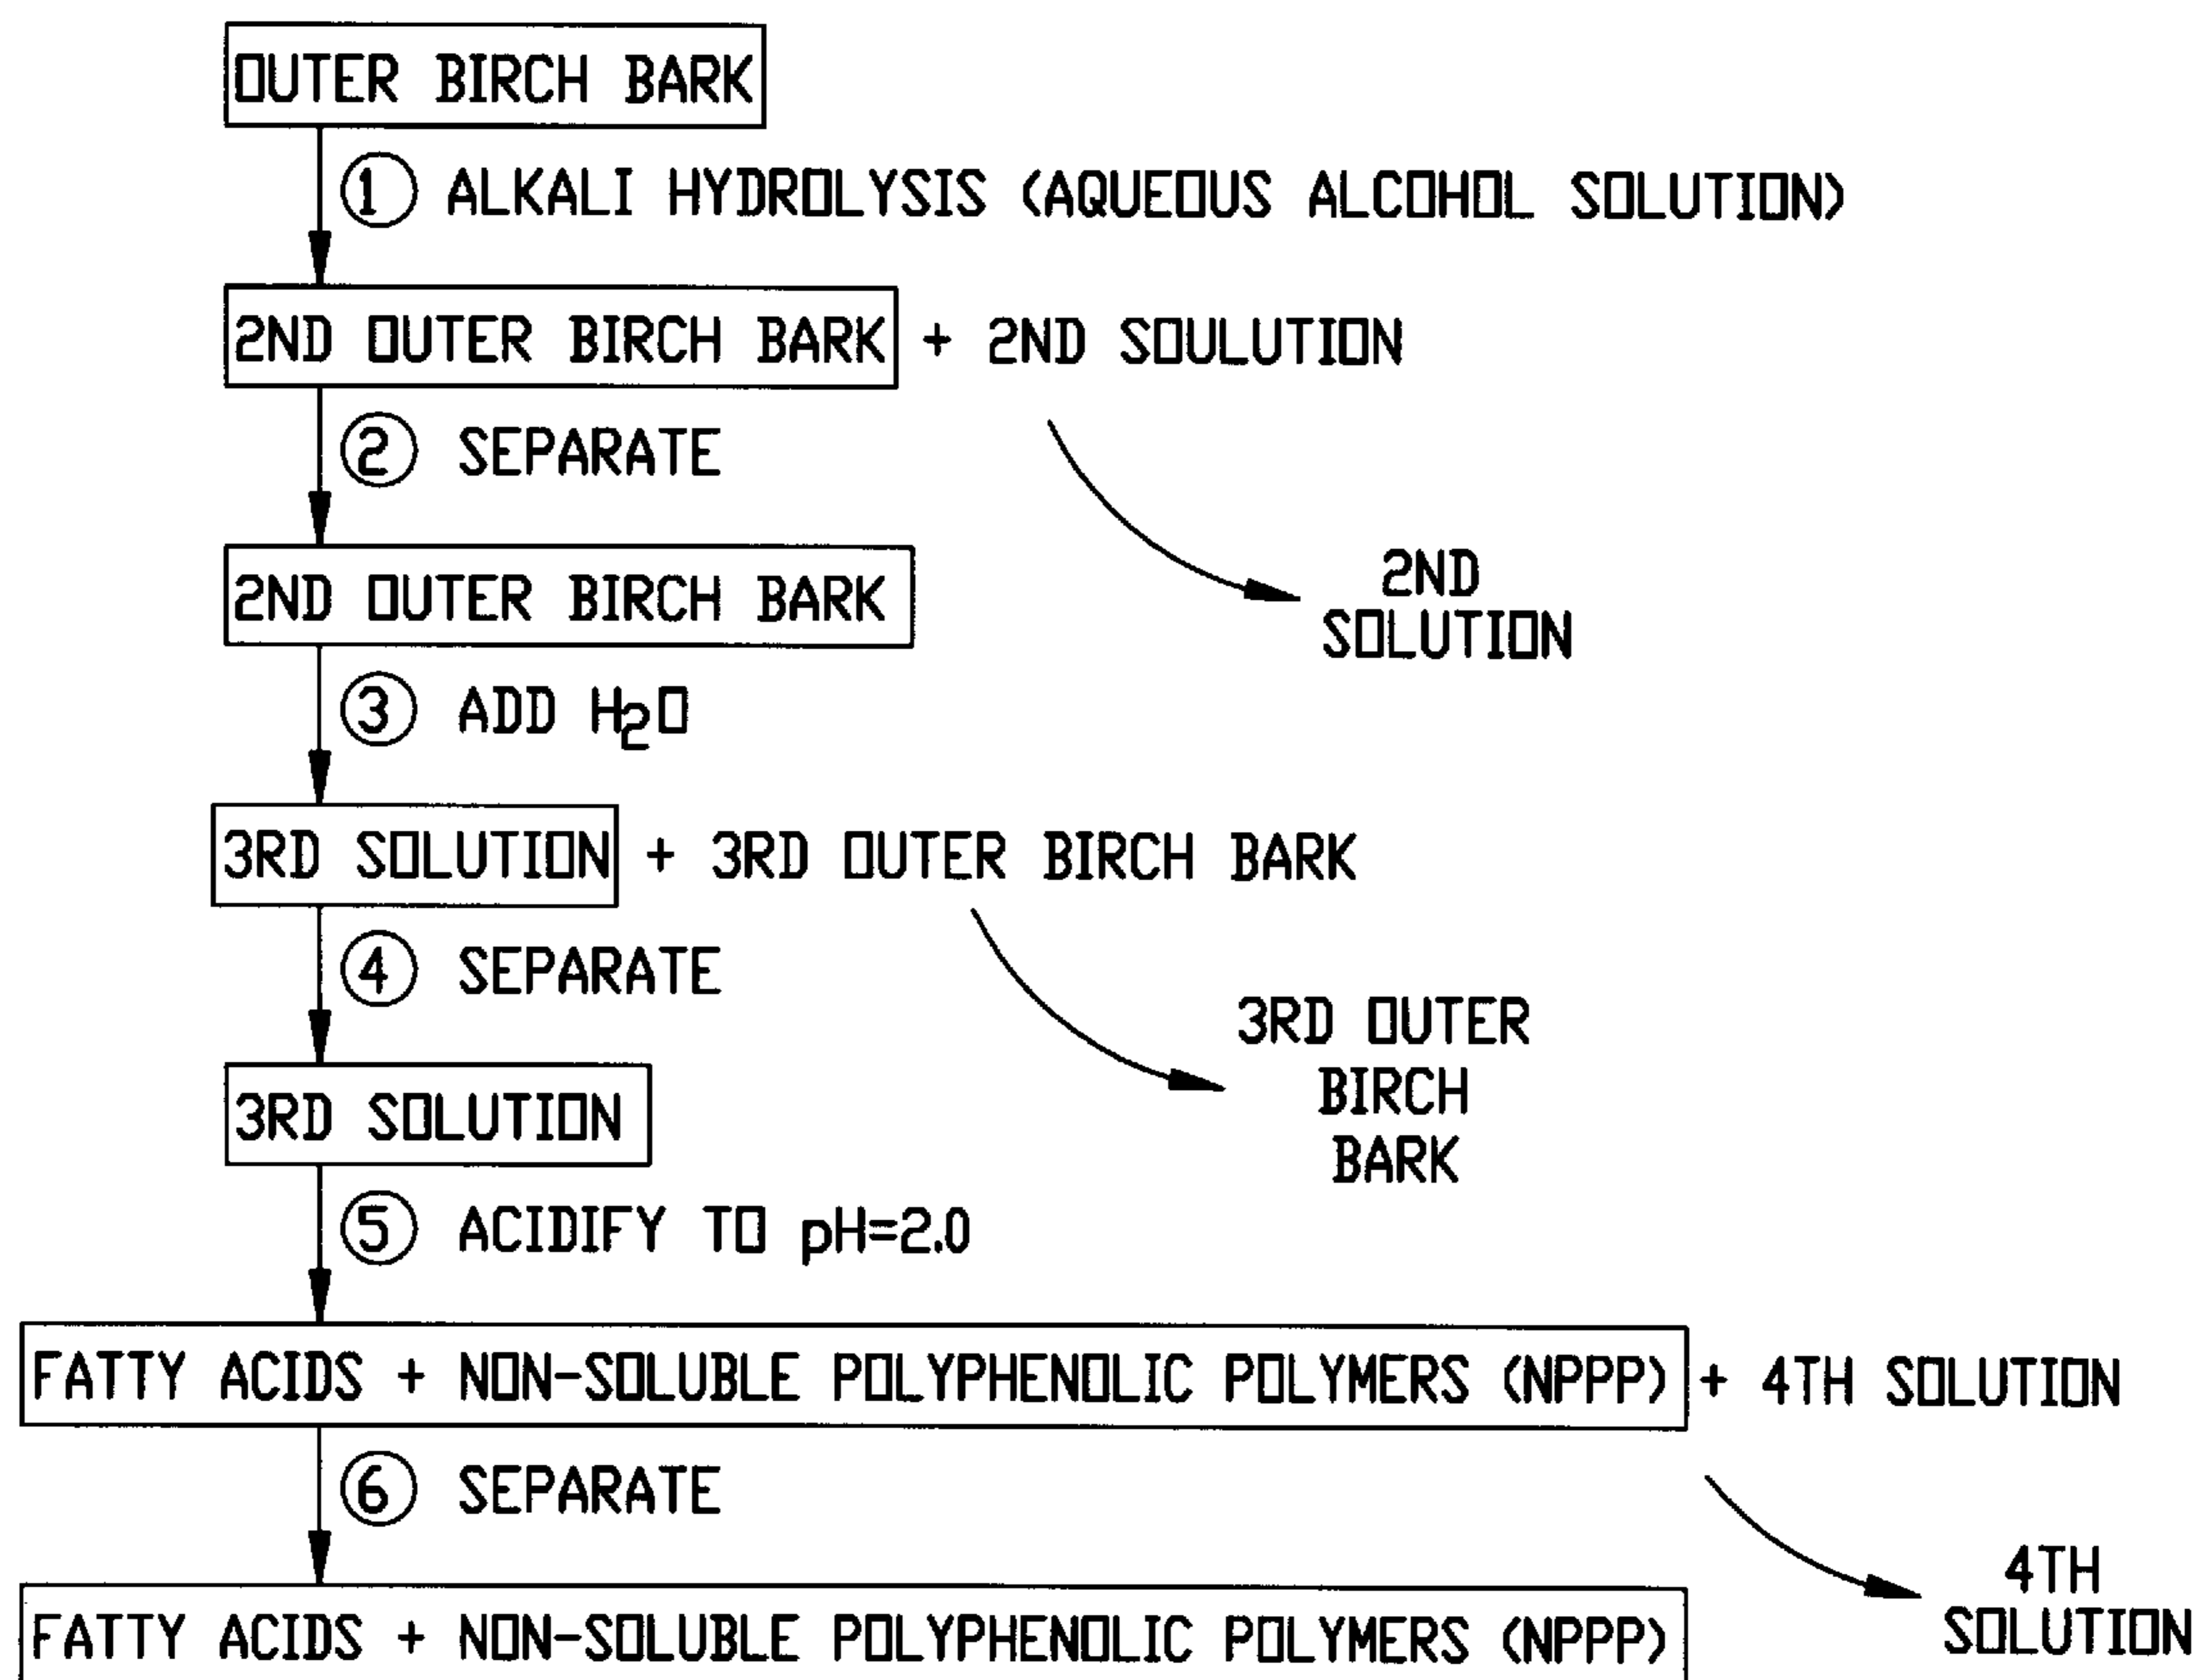 OUTER BIRCH BARK
① ALKALI HYDROLYSIS (AQUEOUS ALCOHOL SOLUTION)
2ND OUTER BIRCH BARK + 2ND SOULUTION
② SEPARATE
2ND OUTER BIRCH BARK
2ND
SOLUTION
③ ADD H₂O
3RD SOLUTION + 3RD OUTER BIRCH BARK
④ SEPARATE
3RD OUTER
BIRCH
BARK
3RD SOLUTION
⑤ ACIDIFY TO pH=2.0
FATTY ACIDS + NON-SOLUBLE POLYPHENOLIC POLYMERS (NPPP) + 4TH SOLUTION
⑥ SEPARATE
4TH
SOLUTION
FATTY ACIDS + NON-SOLUBLE POLYPHENOLIC POLYMERS (NPPP)